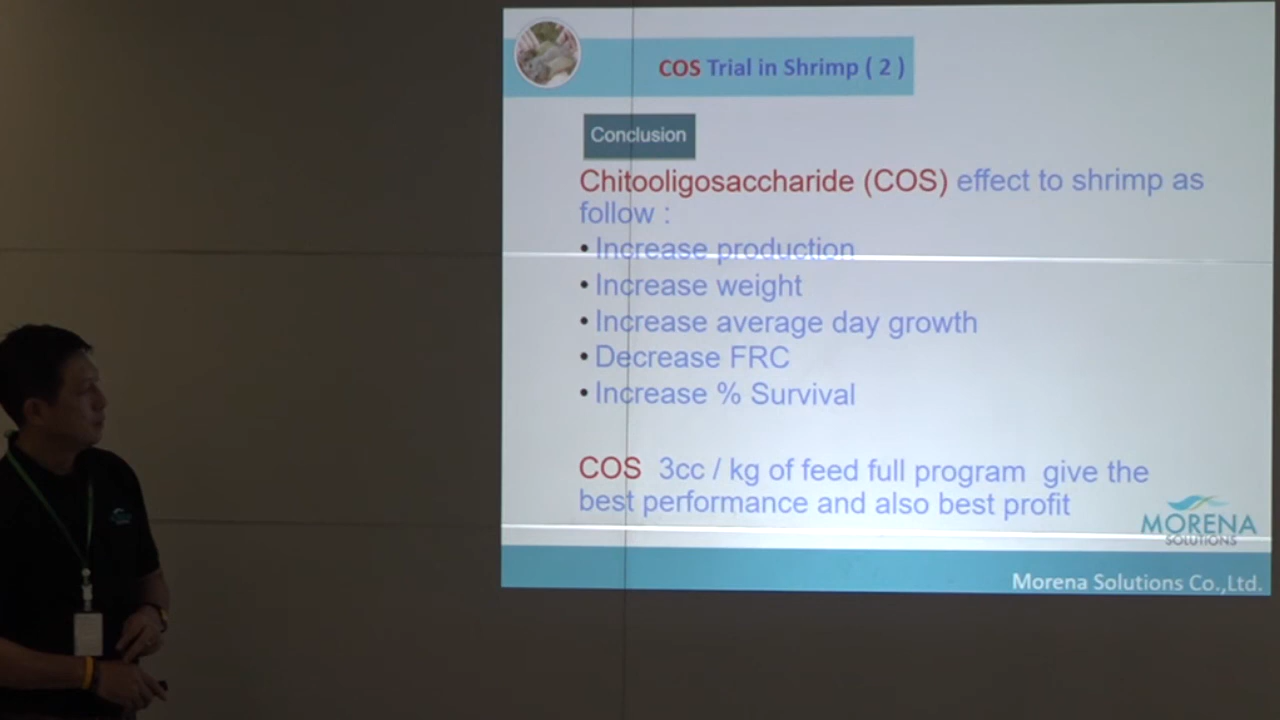 COS Trial in Shrimp ( 2 )
Conclusion
Chitooligosaccharide (COS) effect to shrimp as
follow :
• Increase production
• Increase weight
• Increase average day growth
• Decrease FRC
• Increase % Survival
COS 3cc / kg of feed full program give the
best performance and also best profit
MORENA
SOLUTIONS
Morena Solutions Co.,Ltd.